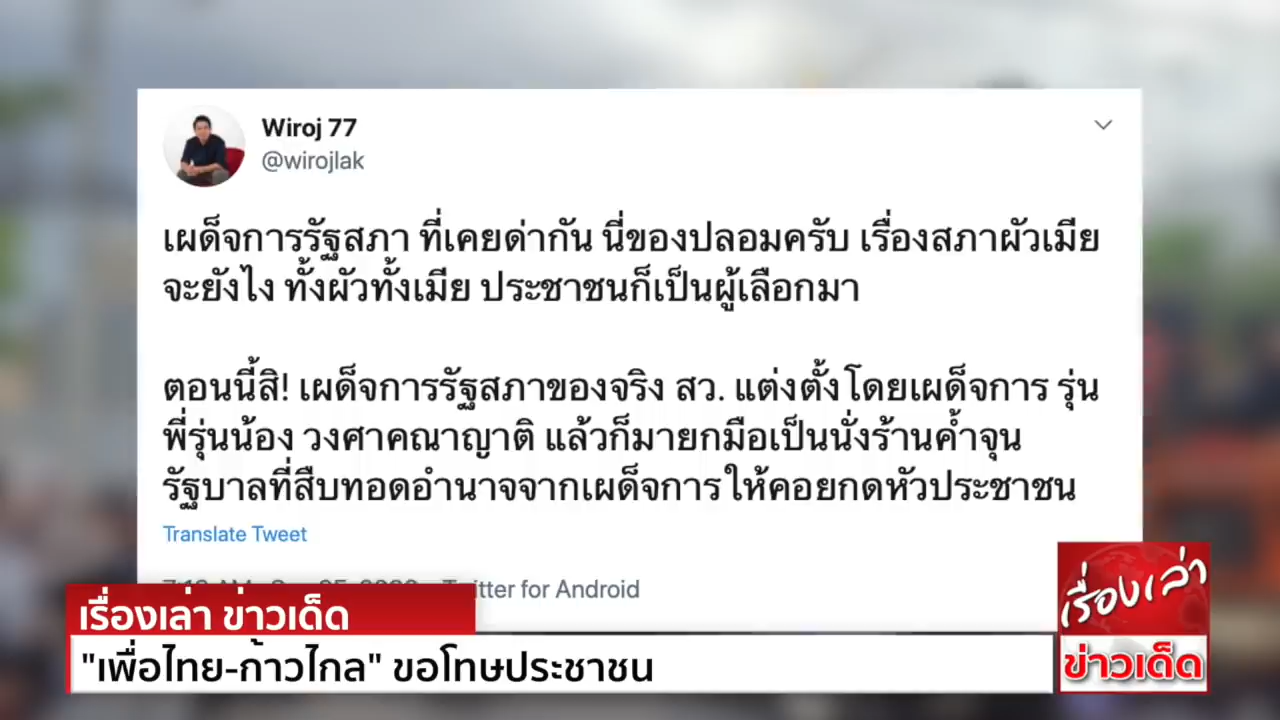 Wiroj 77
@wirojlak
เผด็จการรัฐสภา ที่เคยด่ากัน นี่ของปลอมครับ เรื่องสภาผัวเมีย
จะยังไง ทั้งผัวทั้งเมีย ประชาชนก็เป็นผู้เลือกมา
ตอนนี้สิ! เผด็จการรัฐสภาของจริง สว. แต่งตั้งโดยเผด็จการ รุ่น
พี่รุ่นน้อง วงศาคณาญาติ แล้วก็มายกมือเป็นนั่งร้านค้ำจุน
รัฐบาลที่สืบทอดอำนาจจากเผด็จการให้คอยกดหัวประชาชน
Translate Tweet
for Android
เรื่องเล่า ข่าวเด็ด
"เพื่อไทย-ก้าวไกล" ขอโทษประชาชน
เรื่องเล่า
ข่าวเด็ด